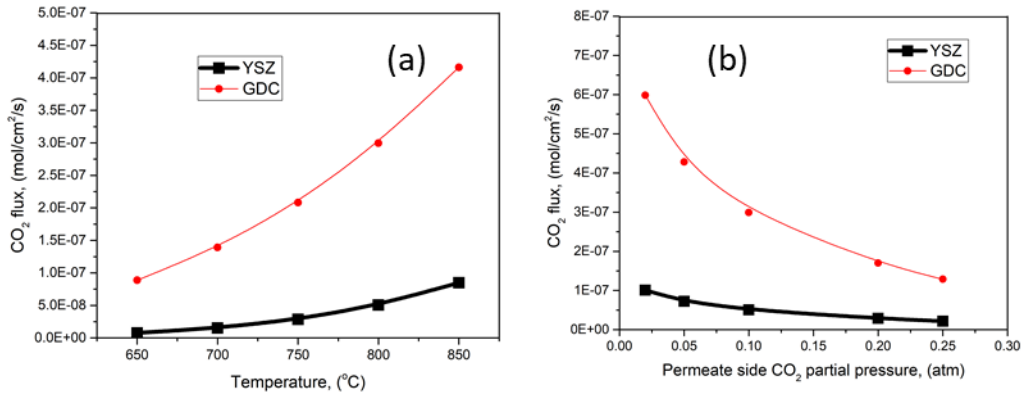 (a)
YSZ
GDC
CO2 flux, (mol/cm2/s)
5.0E-07
4.5E-07
4.0E-07
3.5E-07
3.0E-07
2.5E-07
2.0E-07
1.5E-07
1.0E-07
5.0E-08
0.0E+00
650 700 750 800 850
Temperature, (oC)
(b)
YSZ
GDC
CO2 flux, (mol/cm2/s)
8E-07
7E-07
6E-07
5E-07
4E-07
3E-07
2E-07
1E-07
0E+00
0.00 0.05 0.10 0.15 0.20 0.25 0.30
Permeate side CO2 partial pressure, (atm)